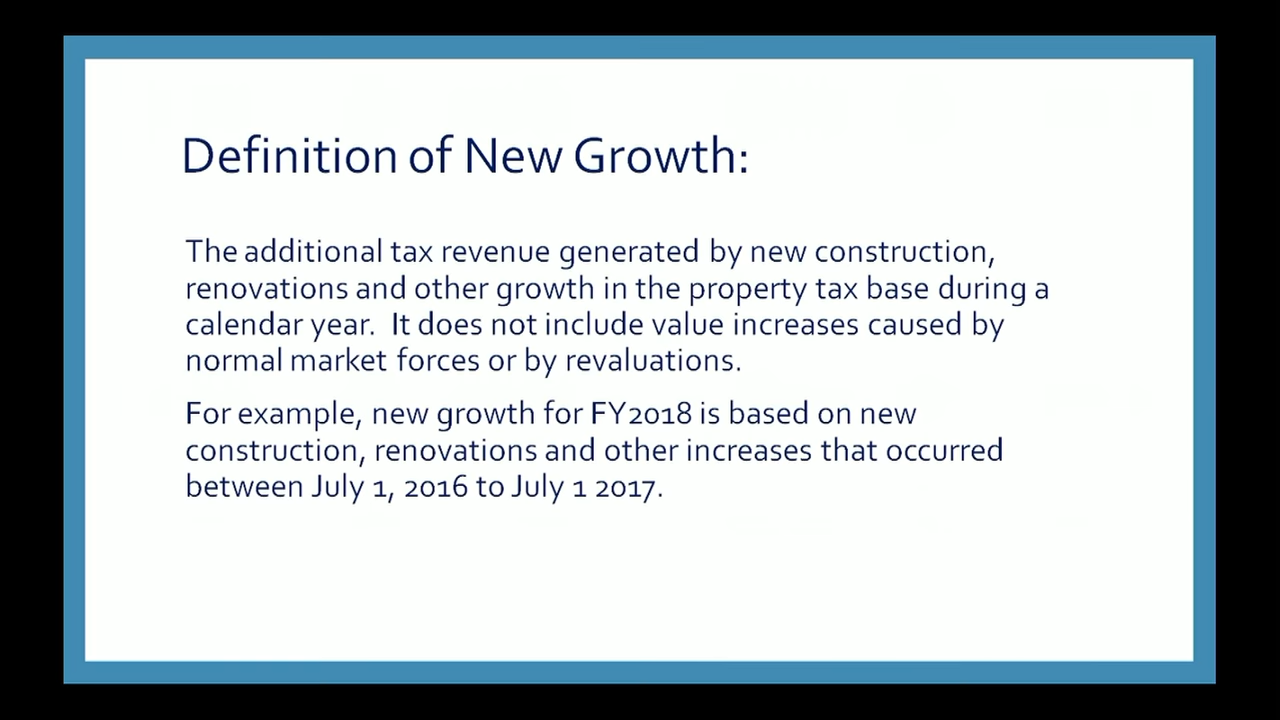 Definition of New Growth:
The additional tax revenue generated by new construction,
renovations and other growth in the property tax base during a
calendar year.  It does not include value increases caused by
normal market forces or by revaluations.
For example, new growth for FY2018 is based on new
construction, renovations and other increases that occurred
between July 1, 2016 to July 1 2017.